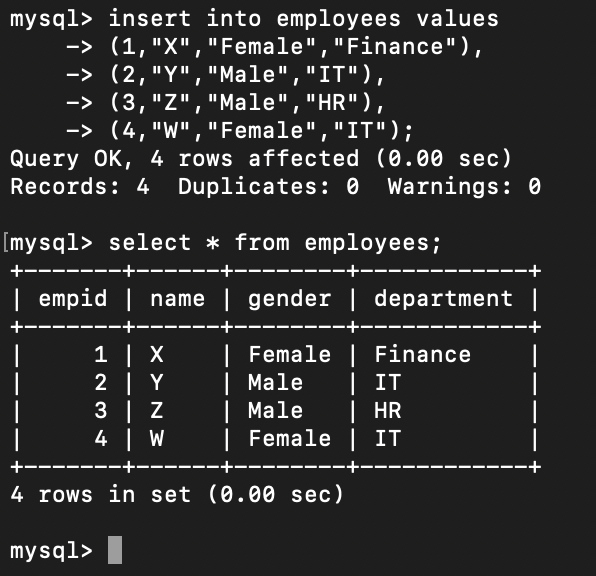 mysql> insert into employees values
    -> (1,"X","Female","Finance"),
    -> (2,"Y","Male","IT"),
    -> (3,"Z","Male","HR"),
    -> (4,"W","Female","IT");
Query OK, 4 rows affected (0.00 sec)
Records: 4  Duplicates: 0  Warnings: 0

[mysql> select * from employees;
+-------+------+--------+------------+
| empid | name | gender | department |
+-------+------+--------+------------+
|     1 | X    | Female | Finance    |
|     2 | Y    | Male   | IT         |
|     3 | Z    | Male   | HR         |
|     4 | W    | Female | IT         |
+-------+------+--------+------------+
4 rows in set (0.00 sec)

mysql>